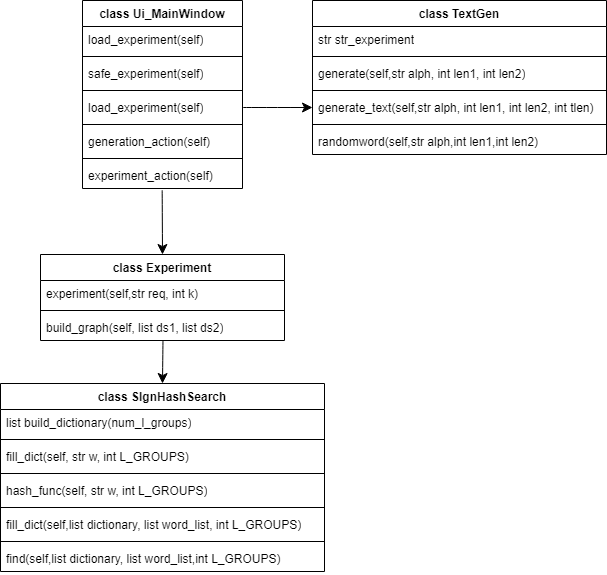 class Ui_MainWindow
load_experiment(self)
safe_experiment(self)
load_experiment(self)
generation_action(self)
experiment_action(self)
class TextGen
str str_experiment
generate(self,str alph, int len1, int len2)
generate_text(self,str alph, int len1, int len2, int tlen)
randomword(self,str alph,int len1,int len2)
class Experiment
experiment(self,str req, int k)
build_graph(self, list ds1, list ds2)
class SIgnHashSearch
list build_dictionary(num_l_groups)
fill_dict(self, str w, int L_GROUPS)
hash_func(self, str w, int L_GROUPS)
fill_dict(self,list dictionary, list word_list, int L_GROUPS)
find(self,list dictionary, list word_list,int L_GROUPS)